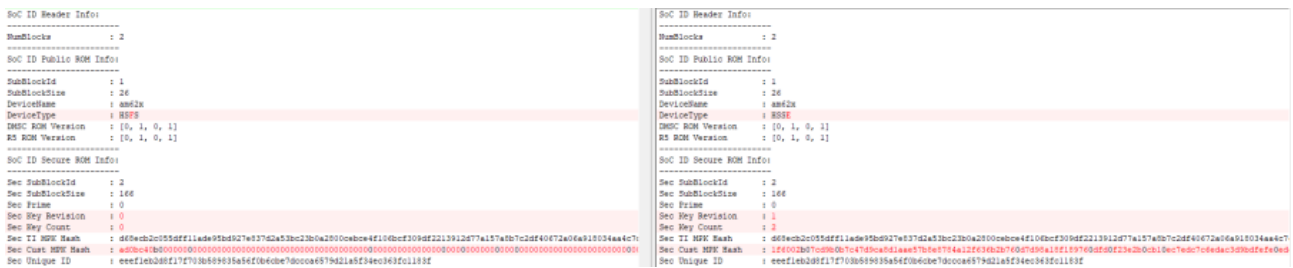 SoC ID Header Info:
-----------------------
NumBlocks : 2
-----------------------
SoC ID Public ROM Info:
-----------------------
SubBlockId : 1
SubBlockSize : 26
DeviceName : am62x
DeviceType : HSFS
DMSC ROM Version : [0, 1, 0, 1]
R5 ROM Version : [0, 1, 0, 1]
-----------------------
SoC ID Secure ROM Info:
-----------------------
Sec SubBlockId : 2
Sec SubBlockSize : 166
Sec Prime : 0
Sec Key Revision : 0
Sec Key Count : 0
Sec TI MPK Hash :
Sec Cust MPK Hash :
Sec Unique ID :
SoC ID Header Info:
-----------------------
NumBlocks : 2
-----------------------
SoC ID Public ROM Info:
-----------------------
SubBlockId : 1
SubBlockSize : 26
DeviceName : am62x
DeviceType : HSSE
DMSC ROM Version : [0, 1, 0, 1]
R5 ROM Version : [0, 1, 0, 1]
-----------------------
SoC ID Secure ROM Info:
-----------------------
Sec SubBlockId : 2
Sec SubBlockSize : 166
Sec Prime : 0
Sec Key Revision : 1
Sec Key Count : 2
Sec TI MPK Hash :
Sec Cust MPK Hash :
Sec Unique ID :